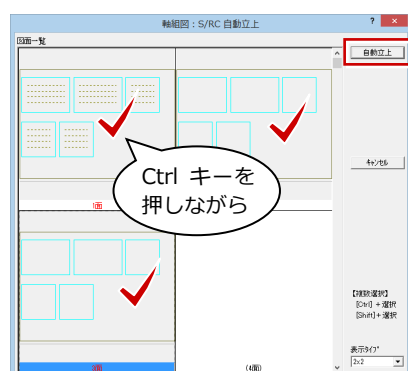 軸組図：S/RC 自動立上
? ×
図面一覧
自動立上
Ctrl キーを
押しながら
キャンセル
1面
【複数選択】
[Ctrl]+選択
[Shift]+選択
表示タイプ
2x2
3面
(4面)